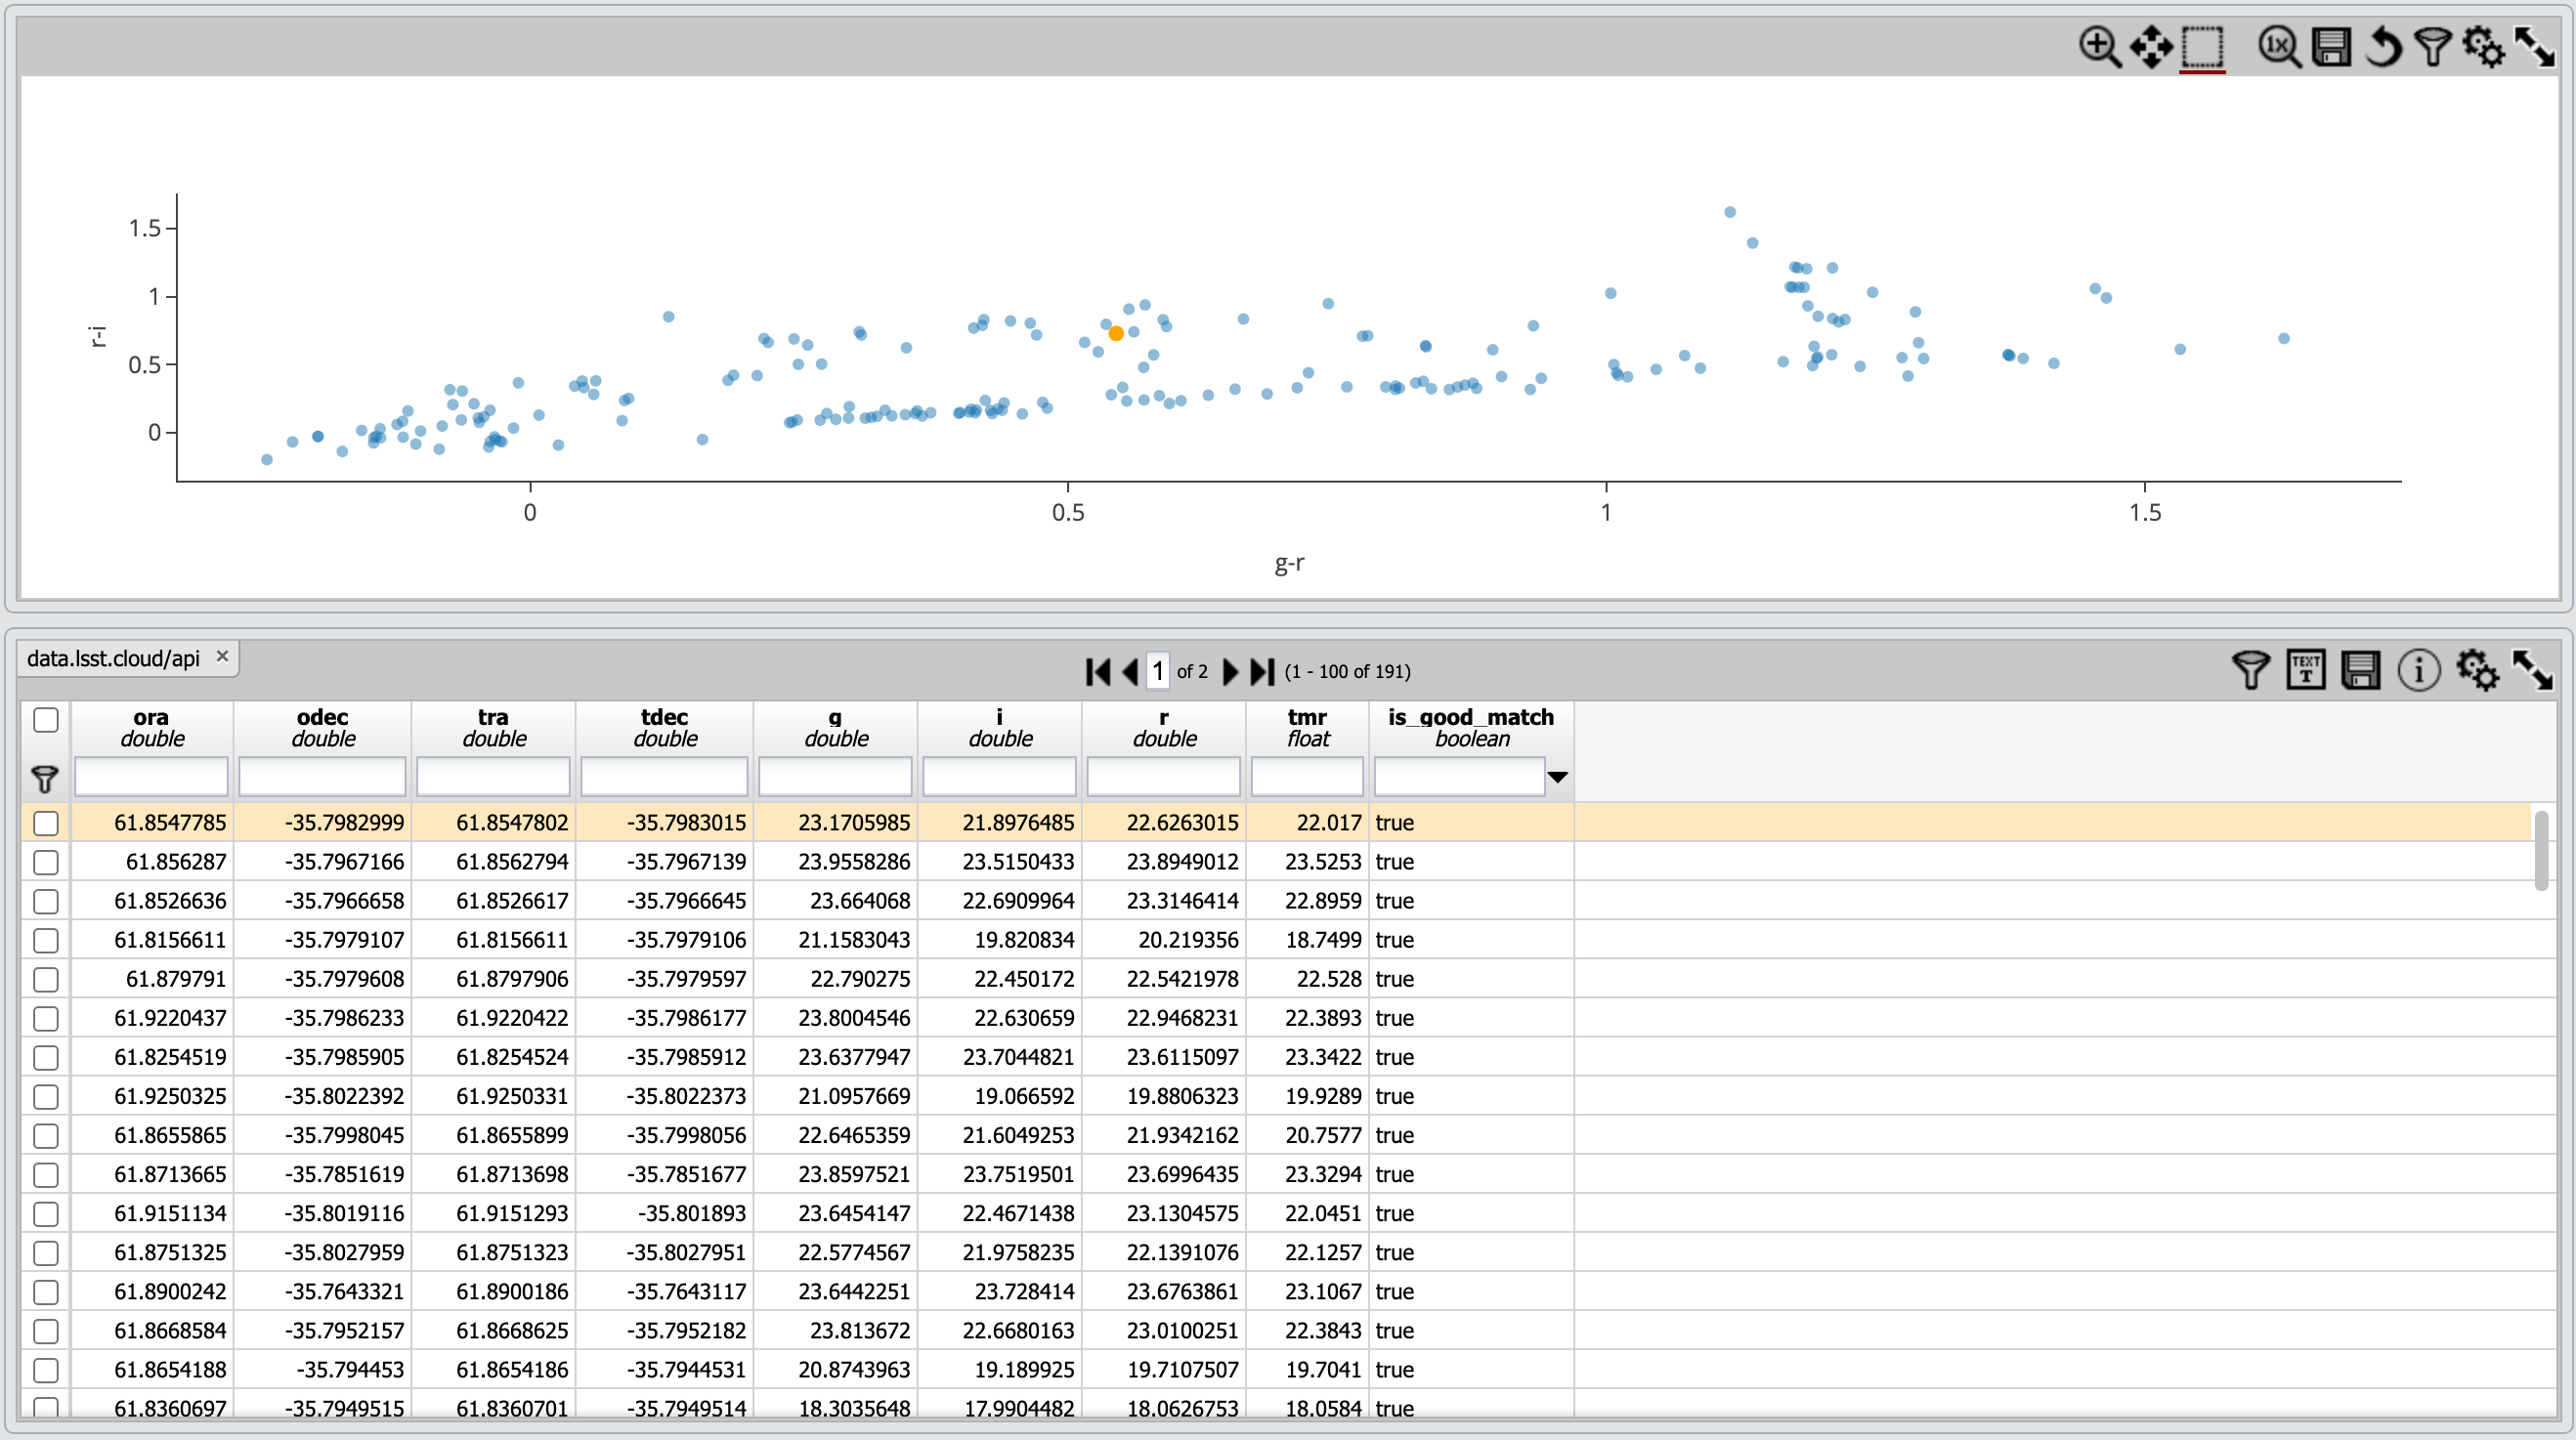 1x
1.5
1
0.5
0
r-i
0 0.5 1 1.5
g-r
data.lsst.cloud/api × 1 of 2 (1 - 100 of 191) TEXT T i
ora odec tra tdec g i r tmr is_good_match
double double double double double double double float boolean
61.8547785 -35.7982999 61.8547802 -35.7983015 23.1705985 21.8976485 22.6263015 22.017 true
61.856287 -35.7967166 61.8562794 -35.7967139 23.9558286 23.5150433 23.8949012 23.5253 true
61.8526636 -35.7966658 61.8526617 -35.7966645 23.664068 22.6909964 23.3146414 22.8959 true
61.8156611 -35.7979107 61.8156611 -35.7979106 21.1583043 19.820834 20.219356 18.7499 true
61.879791 -35.7979608 61.8797906 -35.7979597 22.790275 22.450172 22.5421978 22.528 true
61.9220437 -35.7986233 61.9220422 -35.7986177 23.8004546 22.630659 22.9468231 22.3893 true
61.8254519 -35.7985905 61.8254524 -35.7985912 23.6377947 23.7044821 23.6115097 23.3422 true
61.9250325 -35.8022392 61.9250331 -35.8022373 21.0957669 19.066592 19.8806323 19.9289 true
61.8655865 -35.7998045 61.8655899 -35.7998056 22.6465359 21.6049253 21.9342162 20.7577 true
61.8713665 -35.7851619 61.8713698 -35.7851677 23.8597521 23.7519501 23.6996435 23.3294 true
61.9151134 -35.8019116 61.9151293 -35.801893 23.6454147 22.4671438 23.1304575 22.0451 true
61.8751325 -35.8027959 61.8751323 -35.8027951 22.5774567 21.9758235 22.1391076 22.1257 true
61.8900242 -35.7643321 61.8900186 -35.7643117 23.6442251 23.728414 23.6763861 23.1067 true
61.8668584 -35.7952157 61.8668625 -35.7952182 23.813672 22.6680163 23.0100251 22.3843 true
61.8654188 -35.794453 61.8654186 -35.7944531 20.8743963 19.189925 19.7107507 19.7041 true
61.8360697 -35.7949515 61.8360701 -35.7949514 18.3035648 17.9904482 18.0626753 18.0584 true